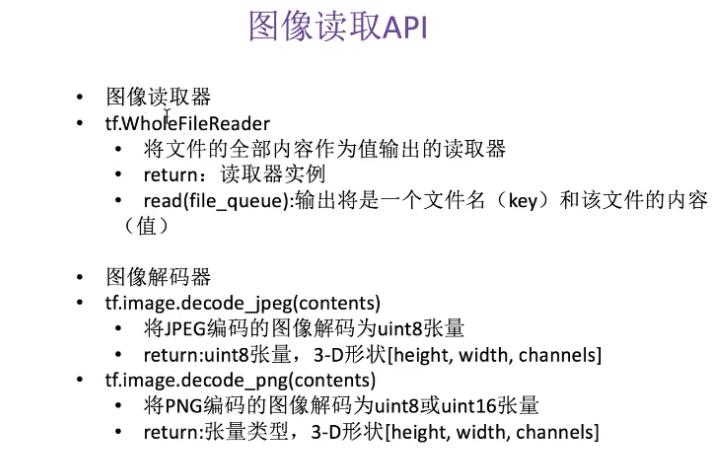 图像读取API
• 图像读取器
• tf.WholeFileReader
• 将文件的全部内容作为值输出的读取器
• return：读取器实例
• read(file_queue):输出将是一个文件名（key）和该文件的内容
（值）
• 图像解码器
• tf.image.decode_jpeg(contents)
• 将JPEG编码的图像解码为uint8张量
• return:uint8张量，3-D形状[height, width, channels]
• tf.image.decode_png(contents)
• 将PNG编码的图像解码为uint8或uint16张量
• return:张量类型，3-D形状[height, width, channels]